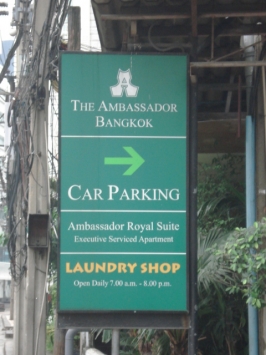 THE AMBASSADOR
BANGKOK
CAR PARKING
Ambassador Royal Suite
Executive Serviced Apartment
LAUNDRY SHOP
Open Daily 7.00 a.m. - 8.00 p.m.